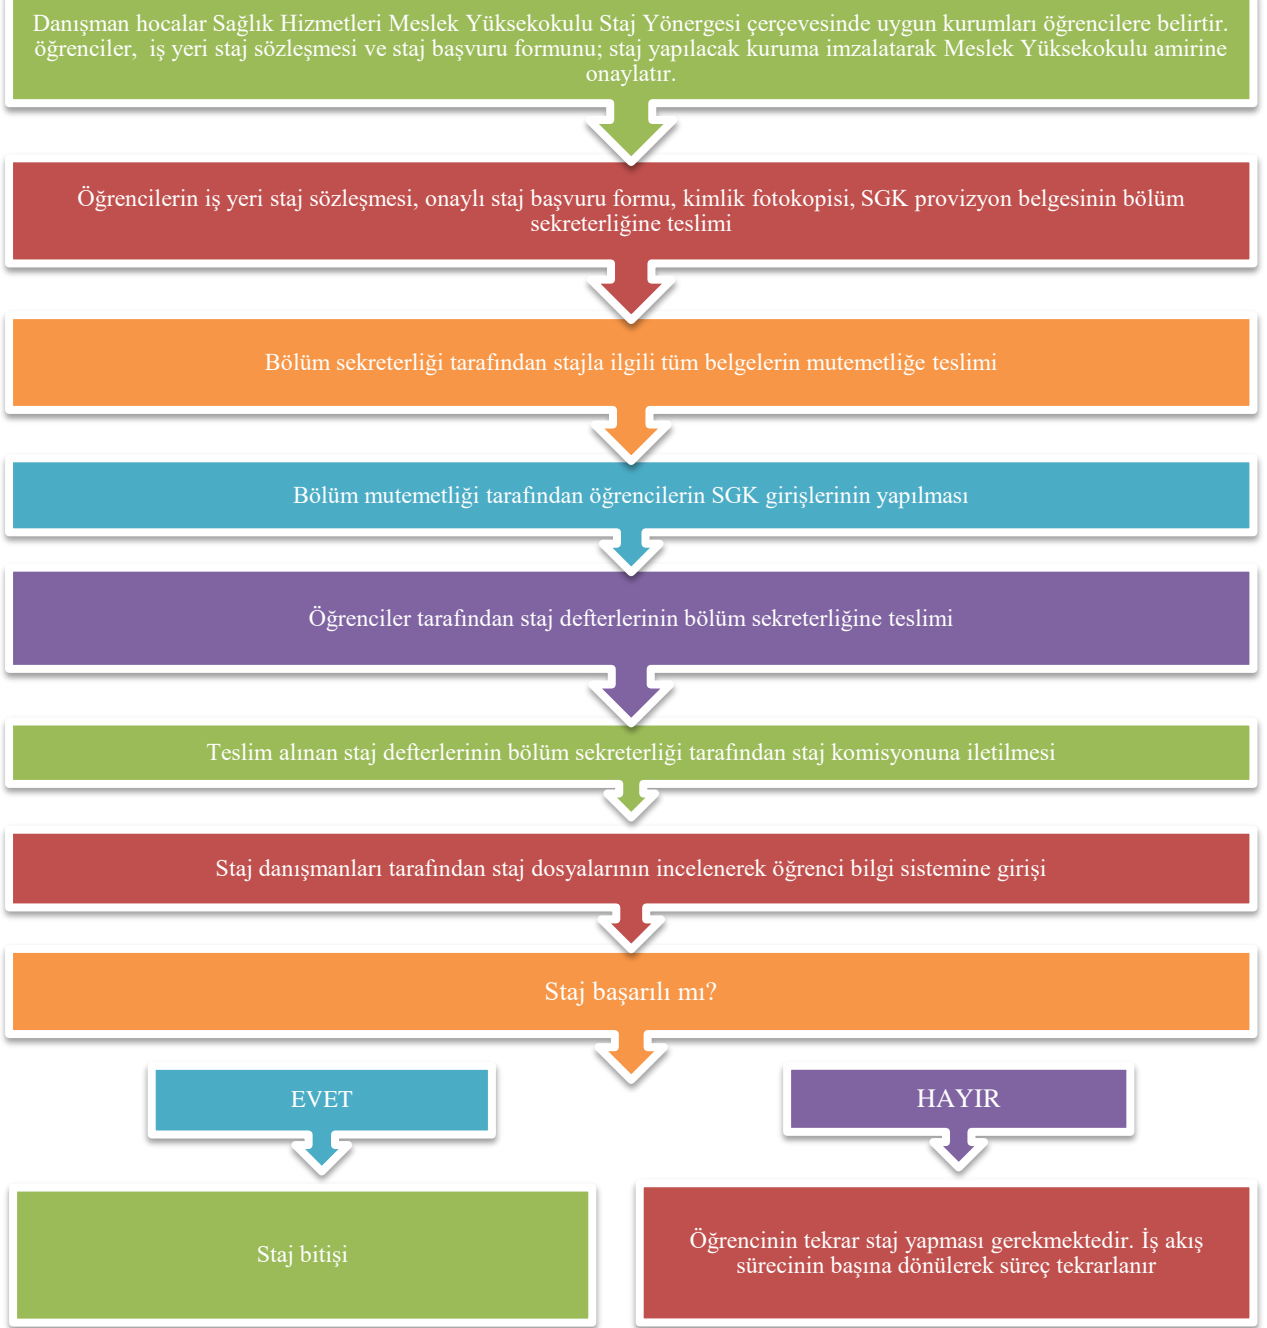 Danışman hocalar Sağlık Hizmetleri Meslek Yüksekokulu Staj Yönergesi çerçevesinde uygun kurumları öğrencilere belirtir.
öğrenciler,  iş yeri staj sözleşmesi ve staj başvuru formunu; staj yapılacak kuruma imzalatarak Meslek Yüksekokulu amirine
onaylatır.
Öğrencilerin iş yeri staj sözleşmesi, onaylı staj başvuru formu, kimlik fotokopisi, SGK provizyon belgesinin bölüm
sekreterliğine teslimi
Bölüm sekreterliği tarafından stajla ilgili tüm belgelerin mutemetliğe teslimi
Bölüm mutemetliği tarafından öğrencilerin SGK girişlerinin yapılması
Öğrenciler tarafından staj defterlerinin bölüm sekreterliğine teslimi
Teslim alınan staj defterlerinin bölüm sekreterliği tarafından staj komisyonuna iletilmesi
Staj danışmanları tarafından staj dosyalarının incelenerek öğrenci bilgi sistemine girişi
Staj başarılı mı?
EVET
HAYIR
Staj bitişi
Öğrencinin tekrar staj yapması gerekmektedir. İş akış
sürecinin başına dönülerek süreç tekrarlanır